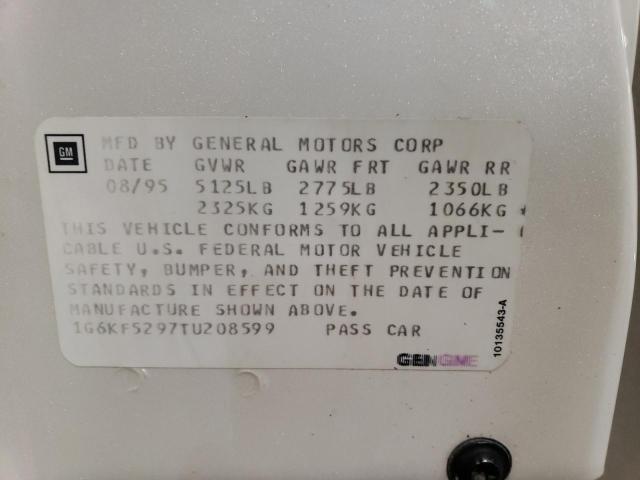 GM
MFD BY GENERAL MOTORS CORP
DATE GVWR GAWR FRT GAWR RR
08/95 5125LB 2775LB 2350LB
2325KG 1259KG 1066KG *
THIS VEHICLE CONFORMS TO ALL APPLI-
CABLE U.S. FEDERAL MOTOR VEHICLE
SAFETY, BUMPER, AND THEFT PREVENTION
STANDARDS IN EFFECT ON THE DATE OF
MANUFACTURE SHOWN ABOVE.
1G6KF5297TU208599 PASS CAR
10135543-A